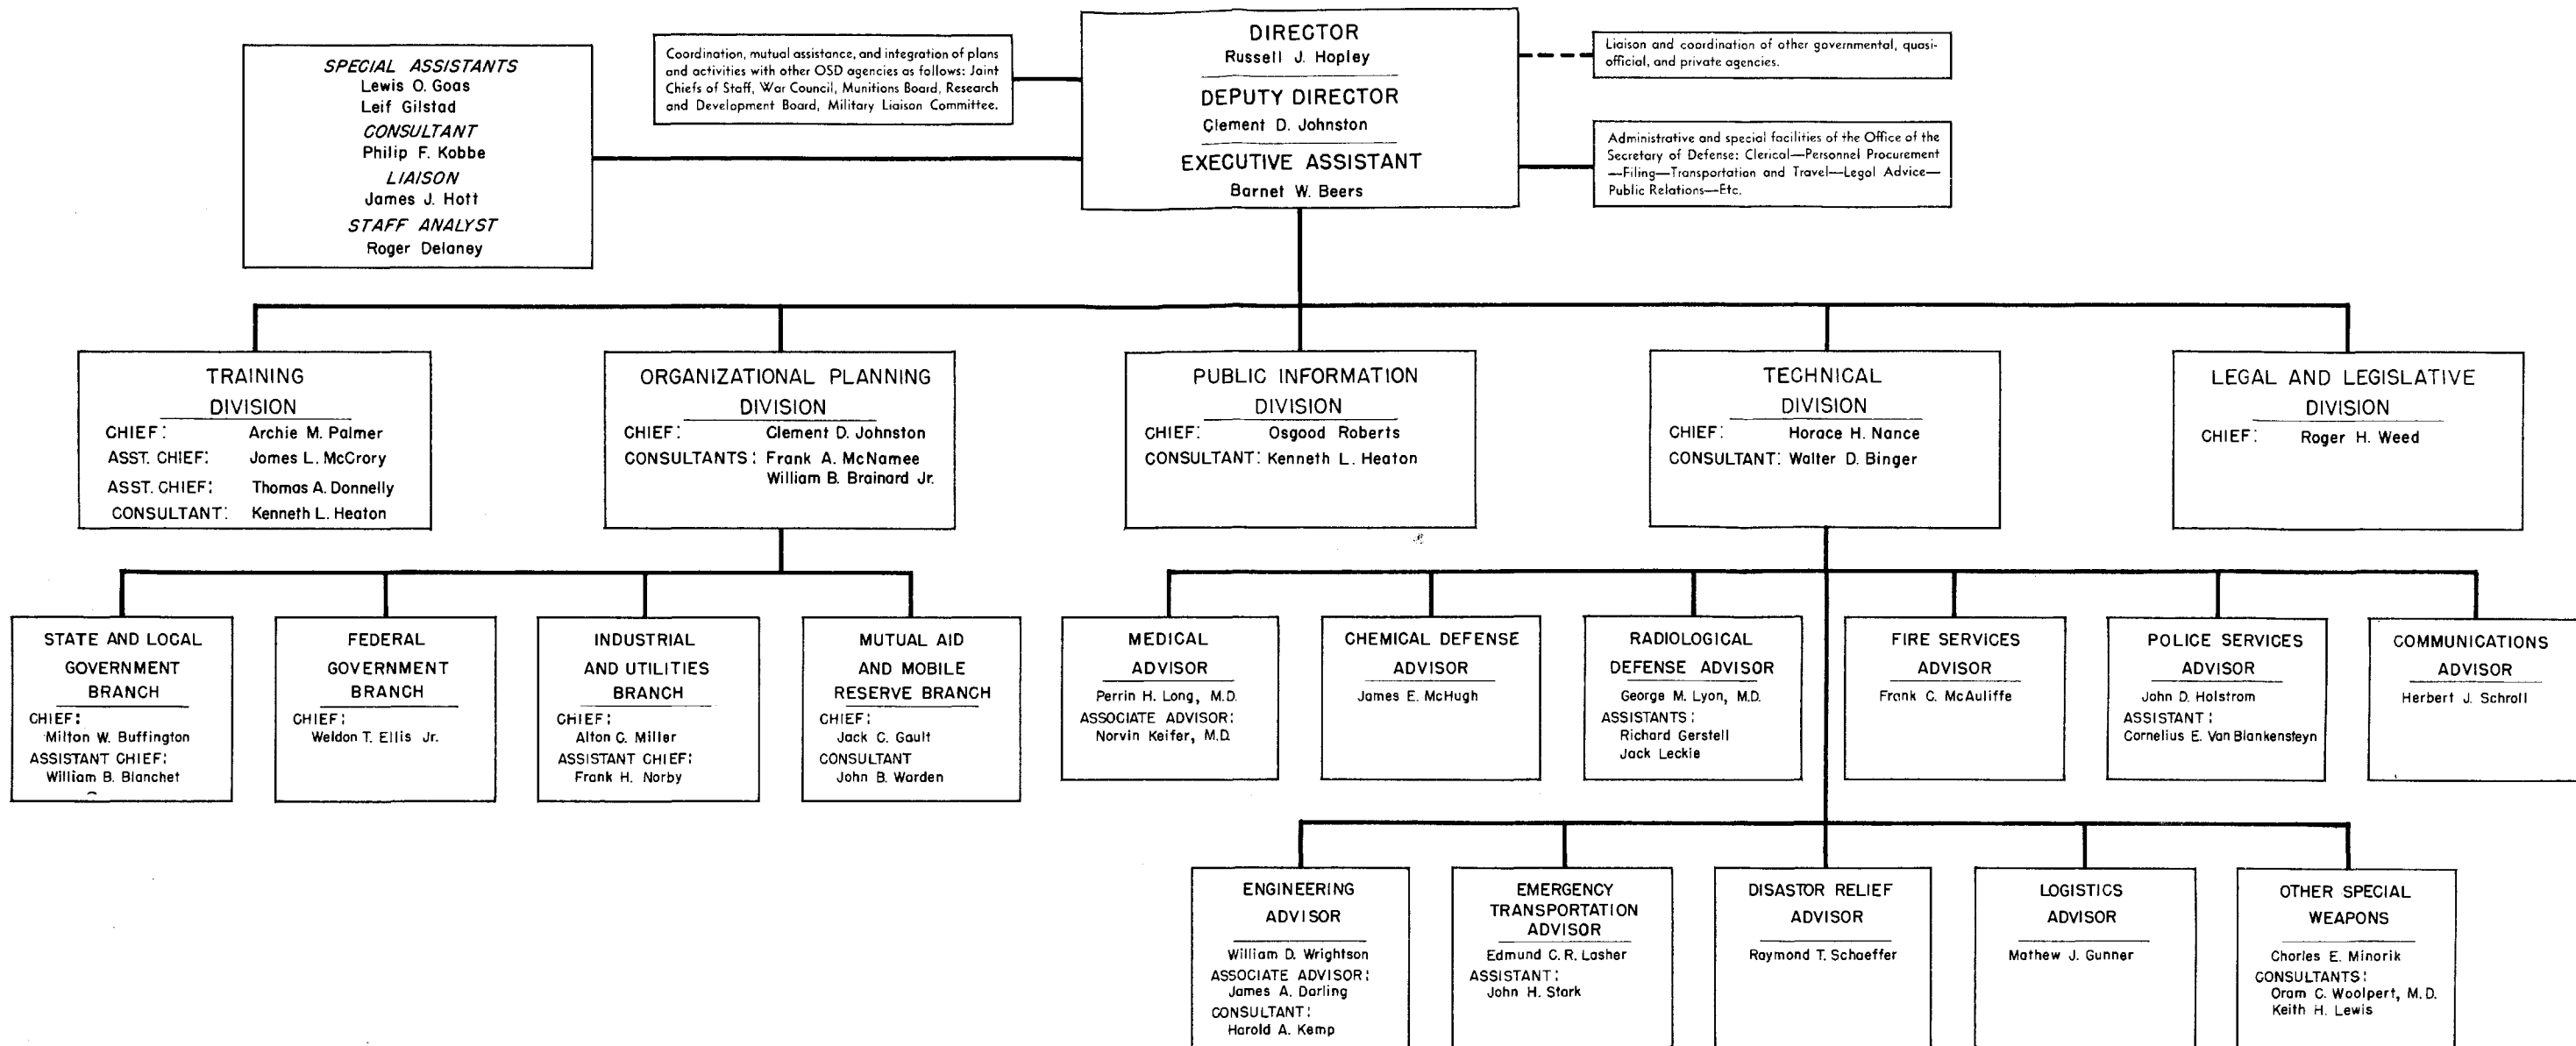 SPECIAL ASSISTANTS
Lewis O. Goas
Leif Gilstad
CONSULTANT
Philip F. Kobbe
LIAISON
James J. Hott
STAFF ANALYST
Roger Delaney
Coordination, mutual assistance, and integration of plans
and activities with other OSD agencies as follows: Jaint
Chiefs of Staff, War Council, Munitions Board, Research
and Development Board, Military Liaison Committee.
DIRECTOR
Russell J. Hopley
DEPUTY DIRECTOR
Clement D. Johnston
EXECUTIVE ASSISTANT
Barnet W. Beers
Liaison and coordination of other governmental, quasi-
official, and private agencies.
Administrative and special facilities of the Office of the
Secretary of Defense: Clerical—Personnel Procurement
—Filing—Transportation and Travel—Legal Advice—
Public Relations—Etc.
TRAINING
DIVISION
CHIEF: Archie M. Palmer
ASST. CHIEF: James L. McCrory
ASST. CHIEF: Thomas A. Donnelly
CONSULTANT: Kenneth L. Heaton
ORGANIZATIONAL PLANNING
DIVISION
CHIEF: Clement D. Johnston
CONSULTANTS: Frank A. McNamee
William B. Brainard Jr.
PUBLIC INFORMATION
DIVISION
CHIEF: Osgood Roberts
CONSULTANT: Kenneth L. Heaton
TECHNICAL
DIVISION
CHIEF: Horace H. Nance
CONSULTANT: Walter D. Binger
LEGAL AND LEGISLATIVE
DIVISION
CHIEF: Roger H. Weed
STATE AND LOCAL
GOVERNMENT
BRANCH
CHIEF:
Milton W. Buffington
ASSISTANT CHIEF:
William B. Blanchet
FEDERAL
GOVERNMENT
BRANCH
CHIEF:
Weldon T. Ellis Jr.
INDUSTRIAL
AND UTILITIES
BRANCH
CHIEF:
Alton C. Miller
ASSISTANT CHIEF:
Frank H. Norby
MUTUAL AID
AND MOBILE
RESERVE BRANCH
CHIEF:
Jack C. Gault
CONSULTANT
John B. Warden
MEDICAL
ADVISOR
Perrin H. Long, M.D.
ASSOCIATE ADVISOR:
Norvin Keifer, M.D.
CHEMICAL DEFENSE
ADVISOR
James E. McHugh
RADIOLOGICAL
DEFENSE ADVISOR
George M. Lyon, M.D.
ASSISTANTS:
Richard Gerstell
Jack Leckie
FIRE SERVICES
ADVISOR
Frank C. McAuliffe
POLICE SERVICES
ADVISOR
John D. Holstrom
ASSISTANT:
Cornelius E. Van Blankensteyn
COMMUNICATIONS
ADVISOR
Herbert J. Schroll
ENGINEERING
ADVISOR
William D. Wrightson
ASSOCIATE ADVISOR:
James A. Darling
CONSULTANT:
Harold A. Kemp
EMERGENCY
TRANSPORTATION
ADVISOR
Edmund C. R. Lasher
ASSISTANT:
John H. Stark
DISASTOR RELIEF
ADVISOR
Raymond T. Schaeffer
LOGISTICS
ADVISOR
Mathew J. Gunner
OTHER SPECIAL
WEAPONS
Charles E. Minarik
CONSULTANTS:
Oram C. Woolpert, M.D.
Keith H. Lewis